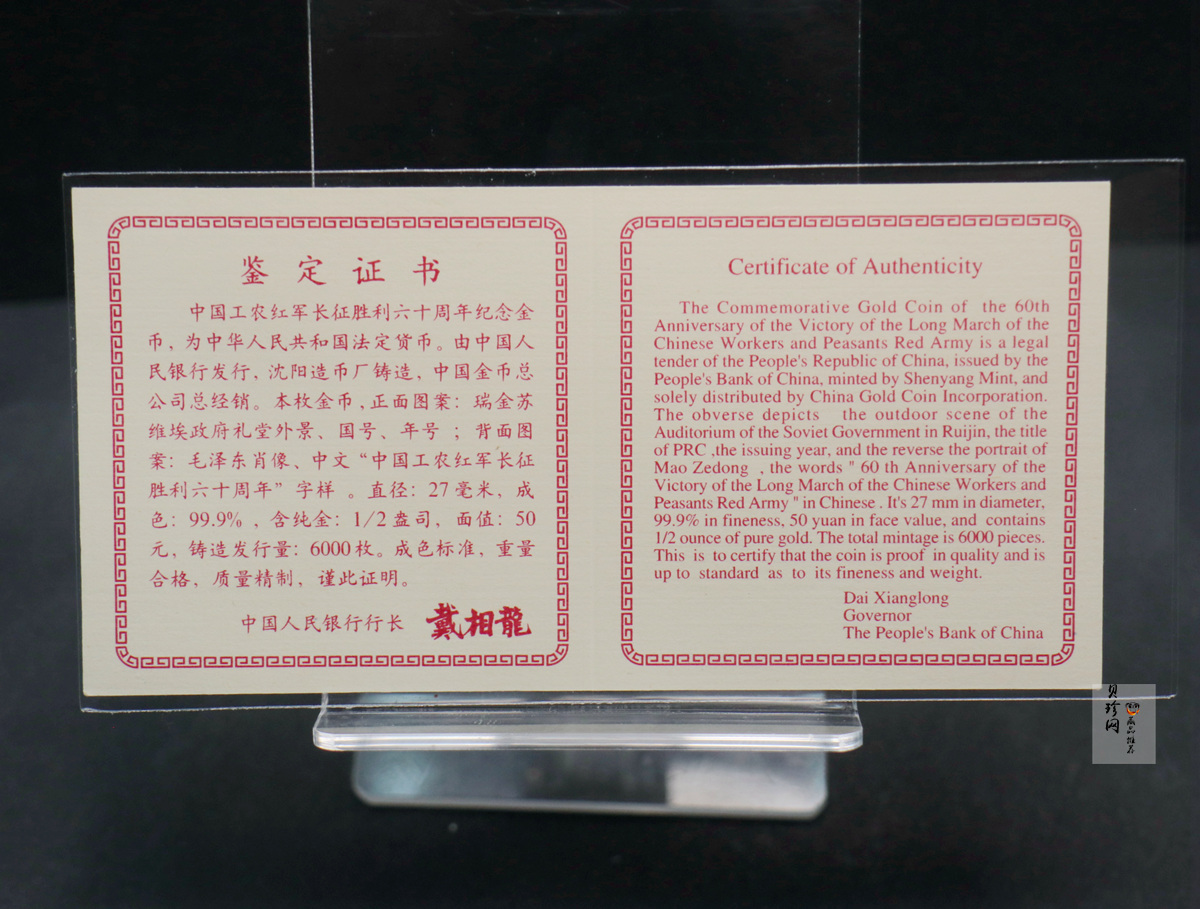 鉴定证书
中国工农红军长征胜利六十周年纪念金
币，为中华人民共和国法定货币。由中国人
民银行发行，沈阳造币厂铸造，中国金币总
公司总经销。本枚金币，正面图案：瑞金苏
维埃政府礼堂外景、国号、年号；背面图
案：毛泽东肖像、中文“中国工农红军长征
胜利六十周年”字样。直径：27毫米，成
色：99.9%，含纯金：1/2盎司，面值：50
元，铸造发行量：6000枚。成色标准，重量
合格，质量精制，谨此证明。
中国人民银行行长 戴相龍
Certificate of Authenticity
The Commemorative Gold Coin of the 60th
Anniversary of the Victory of the Long March of the
Chinese Workers and Peasants Red Army is a legal
tender of the People's Republic of China, issued by the
People's Bank of China, minted by Shenyang Mint, and
solely distributed by China Gold Coin Incorporation.
The obverse depicts the outdoor scene of the
Auditorium of the Soviet Government in Ruijin, the title
of PRC ,the issuing year, and the reverse the portrait of
Mao Zedong , the words " 60 th Anniversary of the
Victory of the Long March of the Chinese Workers and
Peasants Red Army " in Chinese . It's 27 mm in diameter,
99.9% in fineness, 50 yuan in face value, and contains
1/2 ounce of pure gold. The total mintage is 6000 pieces.
This is to certify that the coin is proof in quality and is
up to standard as to its fineness and weight.
Dai Xianglong
Governor
The People's Bank of China
贝珍网
藏品推荐